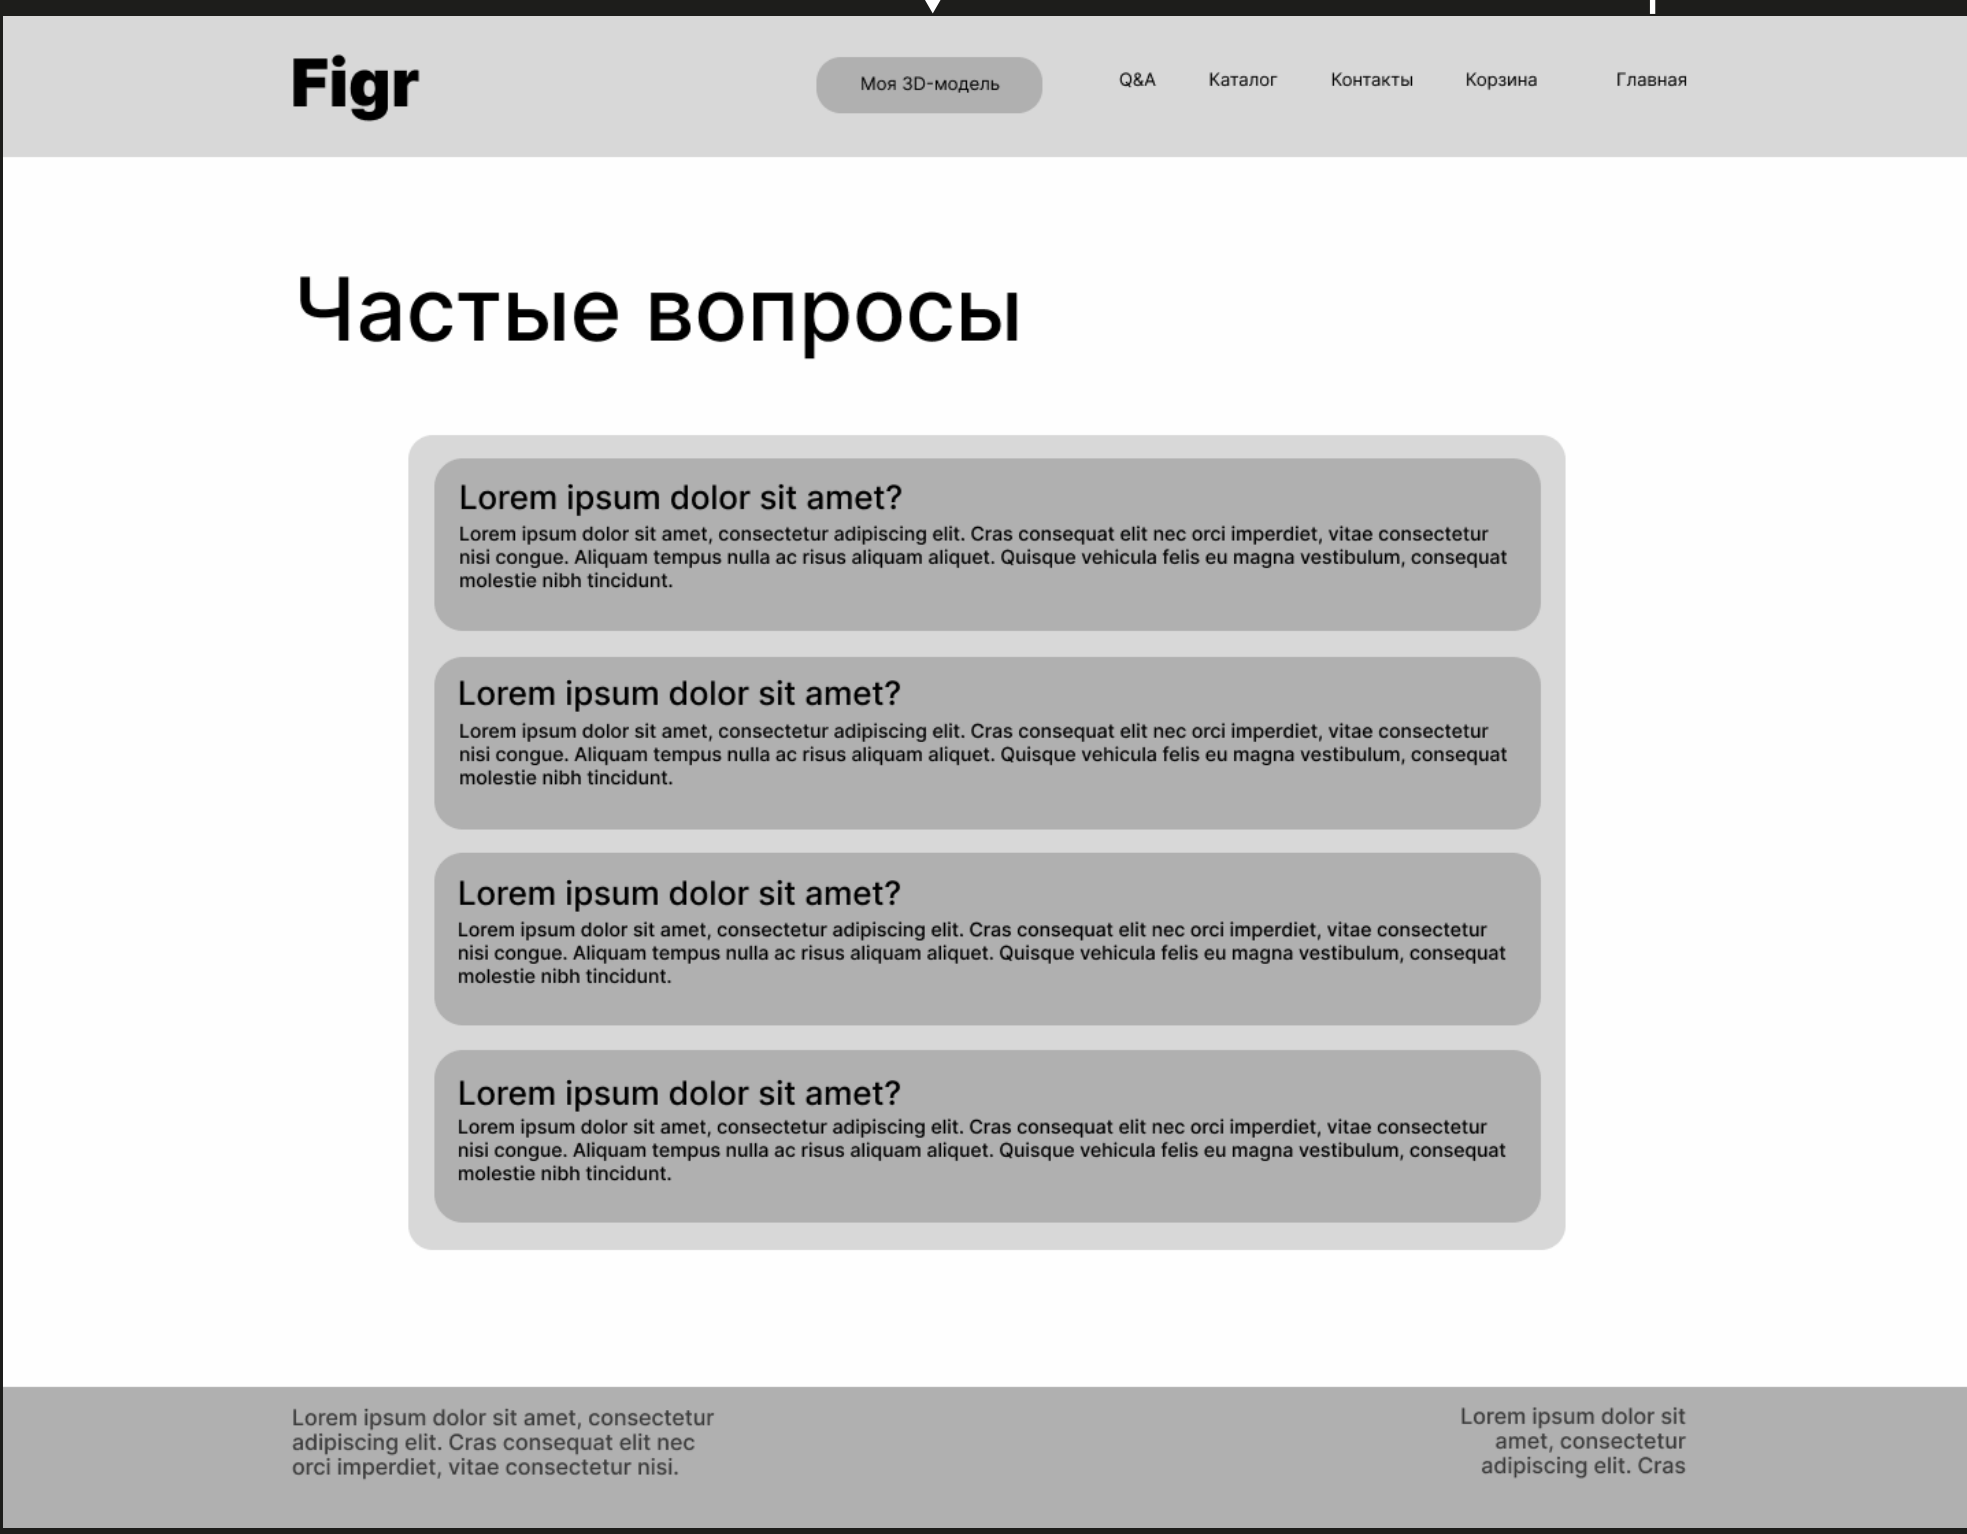 Figr
Моя 3D-модель
Q&A
Каталог
Контакты
Корзина
Главная
Частые вопросы
Lorem ipsum dolor sit amet?
Lorem ipsum dolor sit amet, consectetur adipiscing elit. Cras consequat elit nec orci imperdiet, vitae consectetur
nisi congue. Aliquam tempus nulla ac risus aliquam aliquet. Quisque vehicula felis eu magna vestibulum, consequat
molestie nibh tincidunt.
Lorem ipsum dolor sit amet?
Lorem ipsum dolor sit amet, consectetur adipiscing elit. Cras consequat elit nec orci imperdiet, vitae consectetur
nisi congue. Aliquam tempus nulla ac risus aliquam aliquet. Quisque vehicula felis eu magna vestibulum, consequat
molestie nibh tincidunt.
Lorem ipsum dolor sit amet?
Lorem ipsum dolor sit amet, consectetur adipiscing elit. Cras consequat elit nec orci imperdiet, vitae consectetur
nisi congue. Aliquam tempus nulla ac risus aliquam aliquet. Quisque vehicula felis eu magna vestibulum, consequat
molestie nibh tincidunt.
Lorem ipsum dolor sit amet?
Lorem ipsum dolor sit amet, consectetur adipiscing elit. Cras consequat elit nec orci imperdiet, vitae consectetur
nisi congue. Aliquam tempus nulla ac risus aliquam aliquet. Quisque vehicula felis eu magna vestibulum, consequat
molestie nibh tincidunt.
Lorem ipsum dolor sit amet, consectetur
adipiscing elit. Cras consequat elit nec
orci imperdiet, vitae consectetur nisi.
Lorem ipsum dolor sit
amet, consectetur
adipiscing elit. Cras